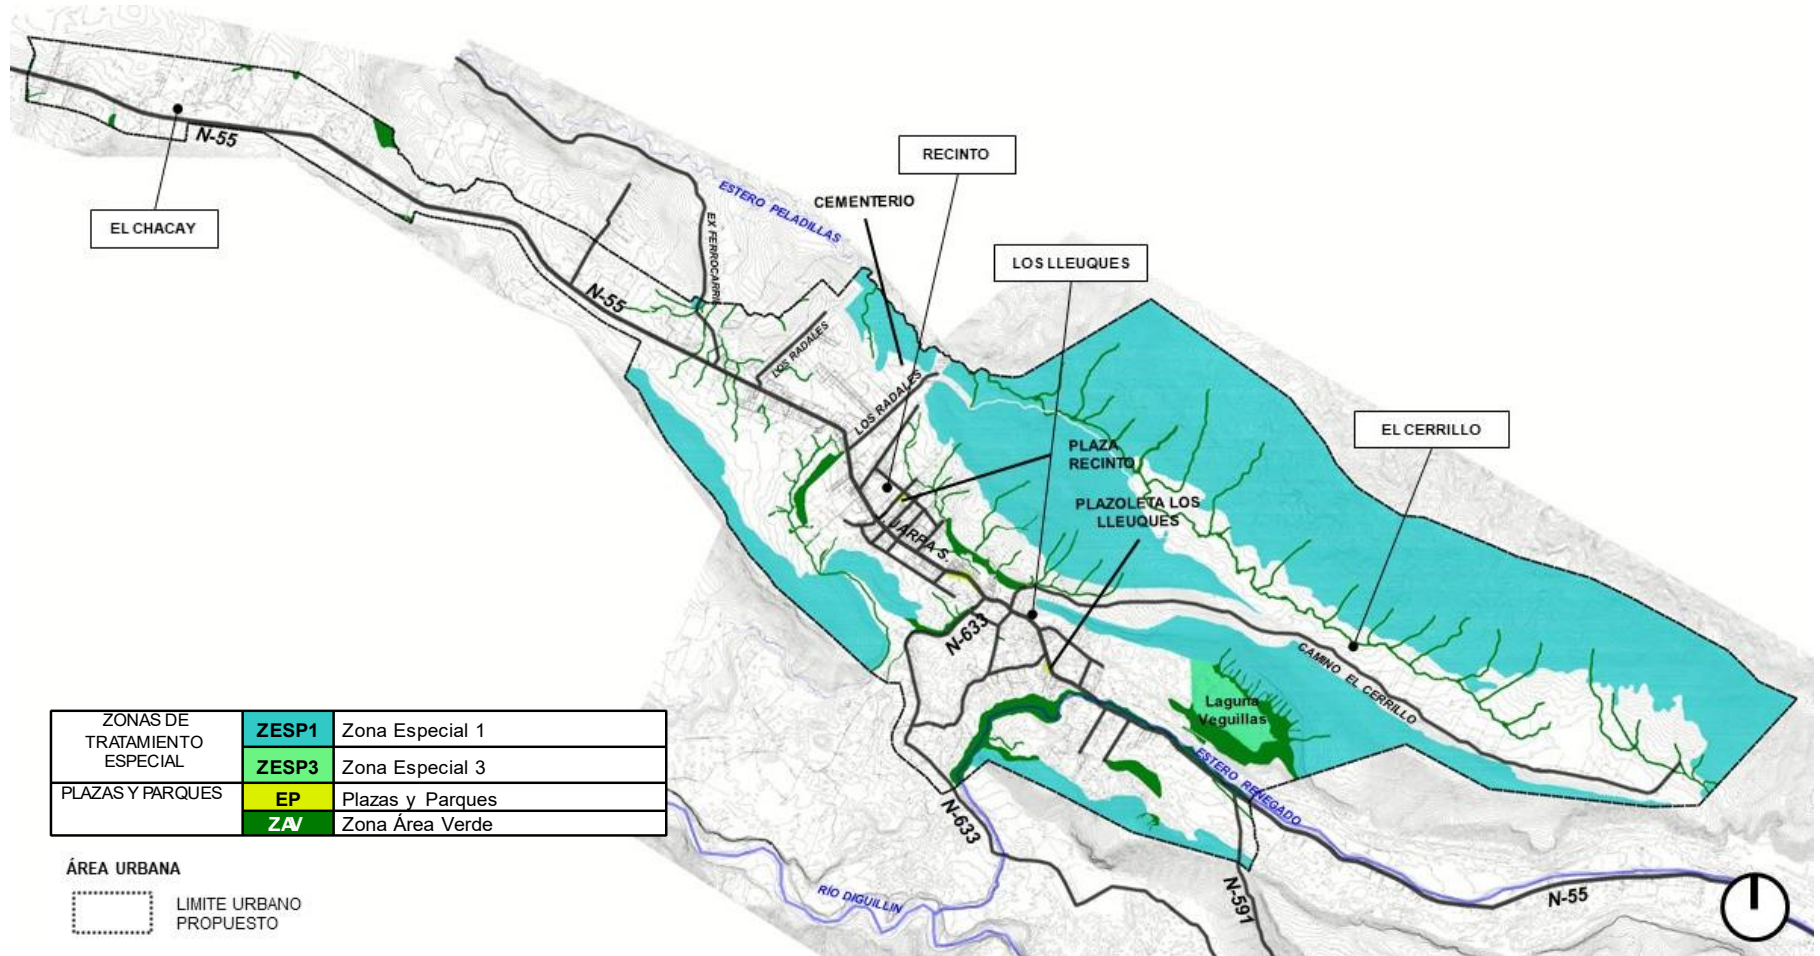 RECINTO
CEMENTERIO
ESTERO PELADILLAS
N-55
EL CHACAY
EX FERROCARRIL
LOS LLEUQUES
N-55
LOS RADALES
LOS RADALES
EL CERRILLO
PLAZA
RECINTO
PLAZOLETA LOS
LLEUQUES
JARPA S.
N-633
CAMINO EL CERRILLO
Laguna
Veguillas
ESTERO RENEGADO
N-633
RÍO DIGUILLIN
N-591
N-55
ZONAS DE
TRATAMIENTO
ESPECIAL
ZESP1 Zona Especial 1
ZESP3 Zona Especial 3
PLAZAS Y PARQUES
EP Plazas y Parques
ZAV Zona Área Verde
ÁREA URBANA
LIMITE URBANO
PROPUESTO